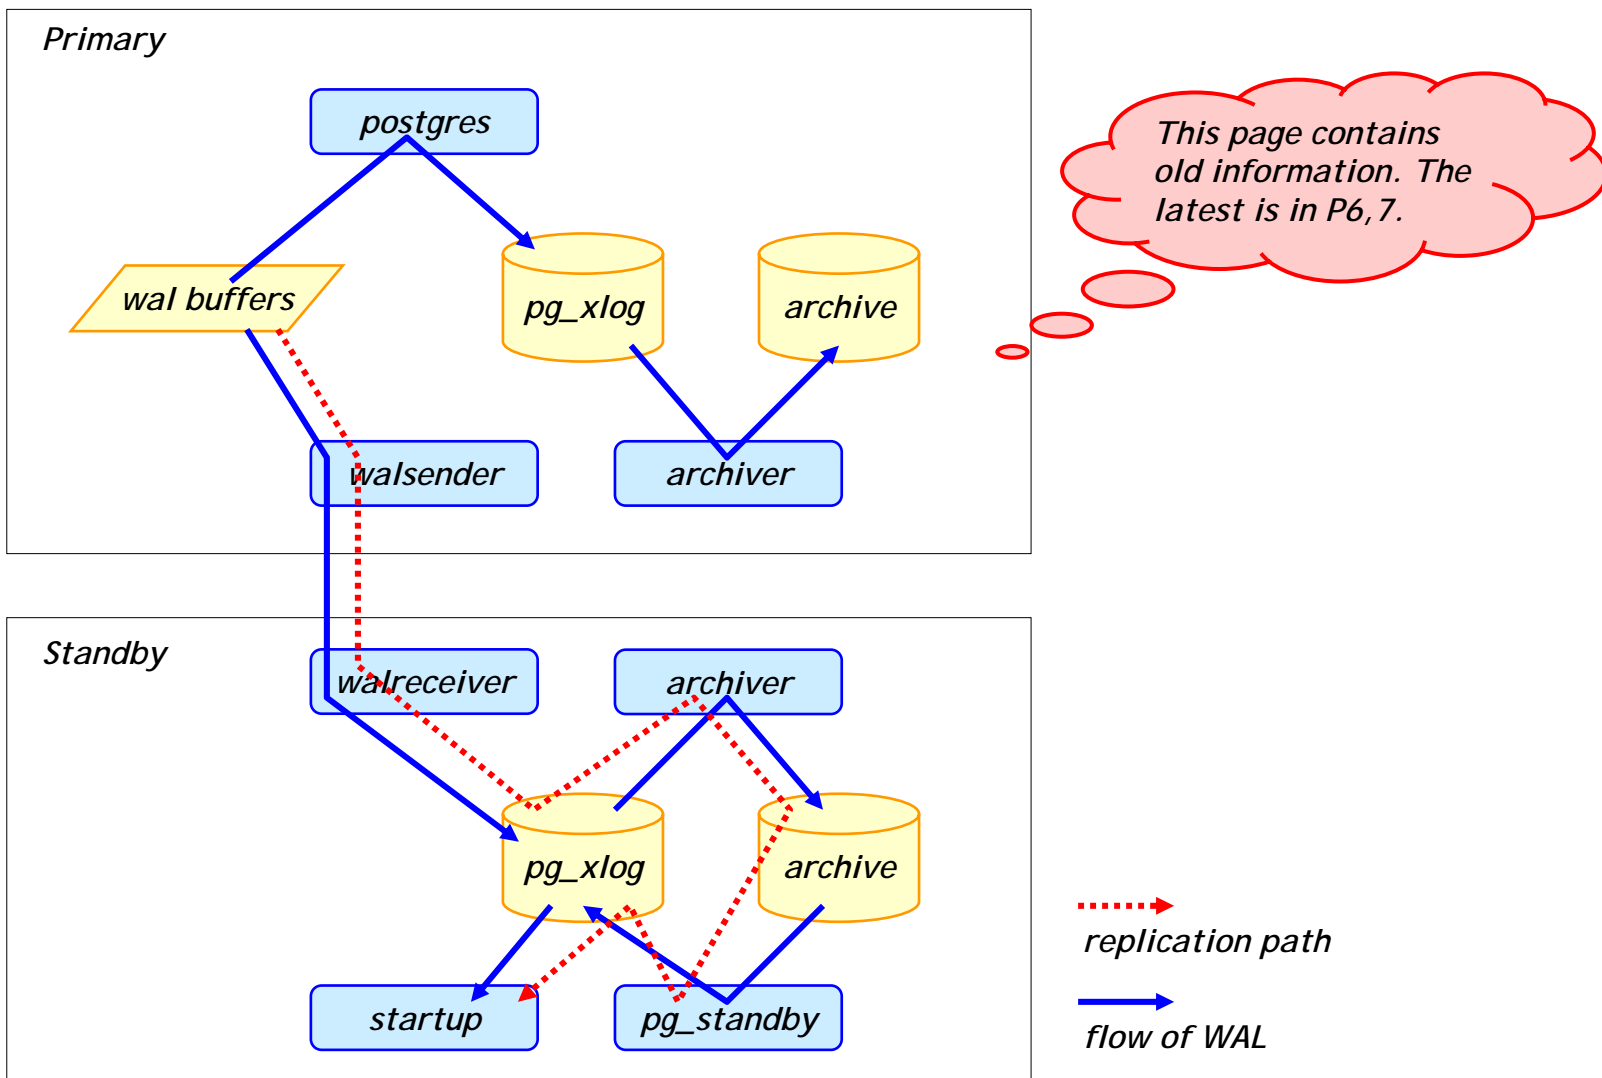 Primary
postgres
This page contains
old information. The
latest is in P6,7.
wal buffers
pg_xlog
archive
walsender
archiver
Standby
walreceiver
archiver
pg_xlog
archive
replication path
startup
pg_standby
flow of WAL